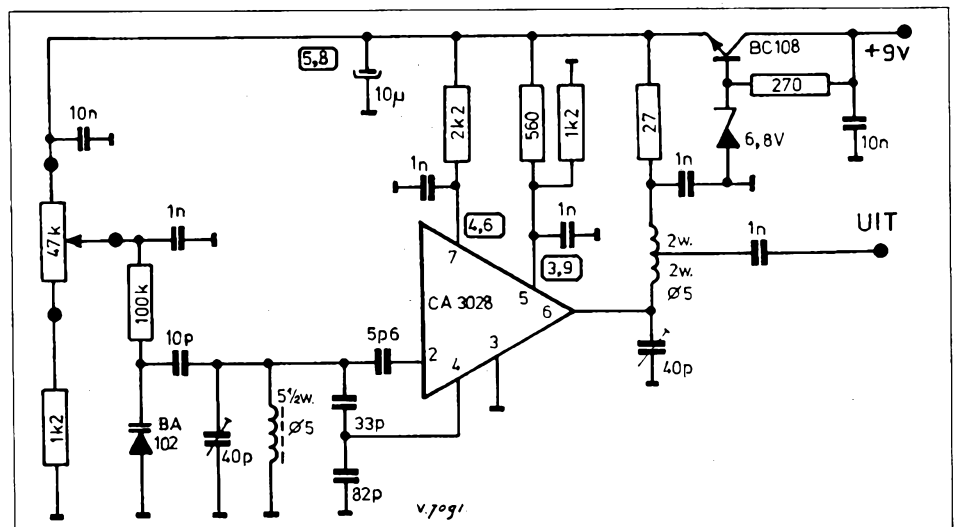 5,8
10µ
2k2
560
1k2
27
BC108
+9V
270
6,8V
10n
10n
47k
1n
100k
10p
BA
102
1k2
40p
5½w.
Ø5
33p
82p
5p6
1n
4,6
7
1n
3,9
5
CA 3028
2
4
3
6
1n
2w.
2w.
Ø5
40p
1n
UIT